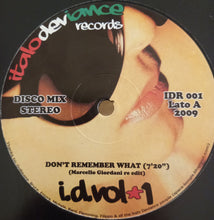 italodeviance
records
DISCO MIX
STEREO
IDR 001
Lato A
2009
DON'T REMEMBER WHAT (7'20")
(Marcello Giordani re edit)
i.d.vol*1